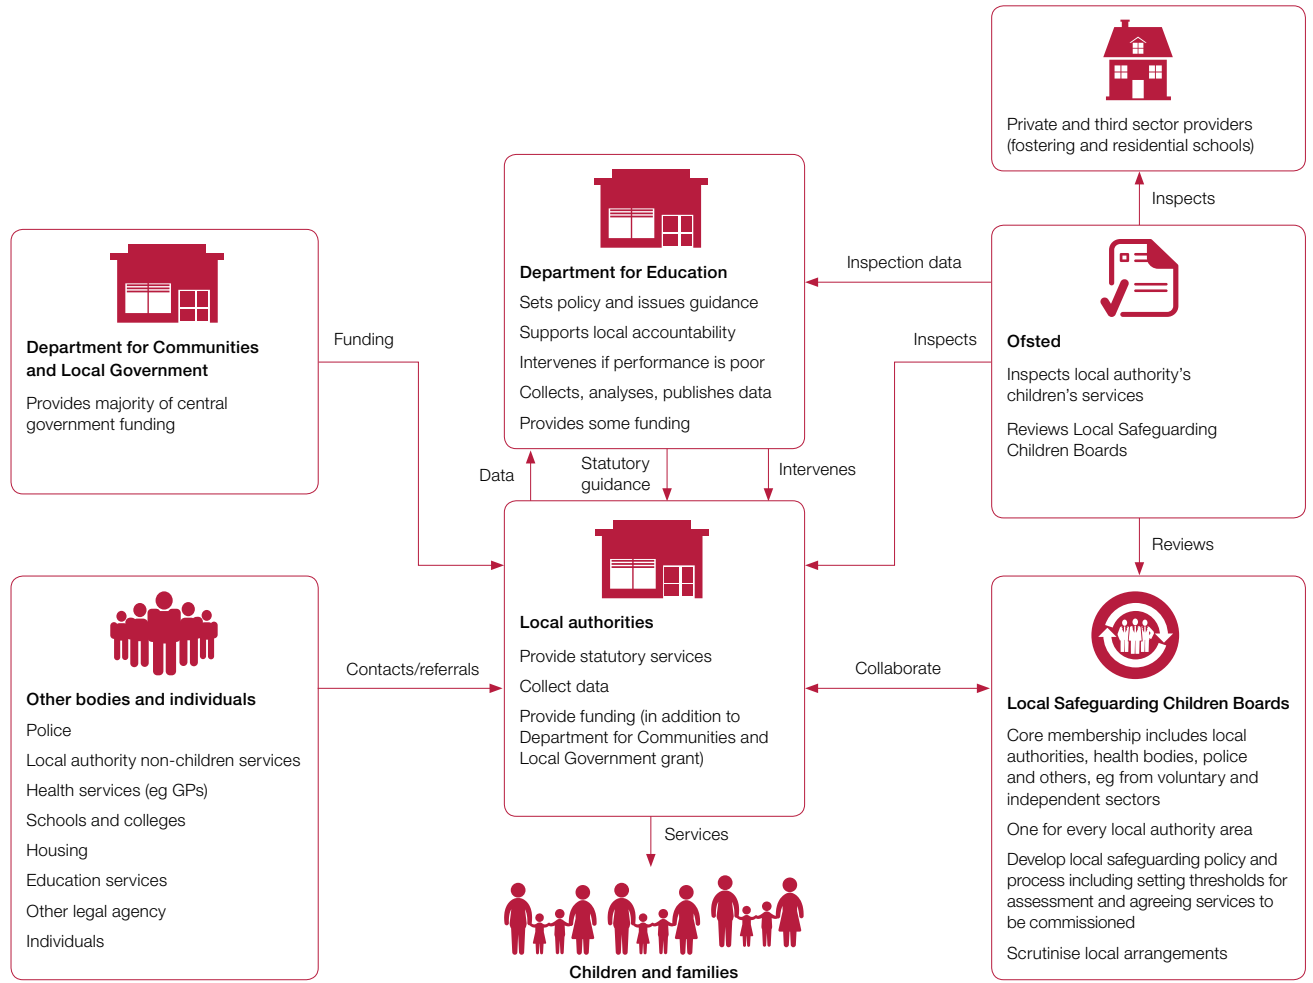 Private and third sector providers
(fostering and residential schools)
Inspects
Department for Education
Sets policy and issues guidance
Supports local accountability
Intervenes if performance is poor
Collects, analyses, publishes data
Provides some funding
Inspection data
Inspects
Ofsted
Inspects local authority’s
children’s services
Reviews Local Safeguarding
Children Boards
Department for Communities
and Local Government
Provides majority of central
government funding
Funding
Data
Statutory
guidance
Intervenes
Reviews
Local authorities
Provide statutory services
Collect data
Provide funding (in addition to
Department for Communities and
Local Government grant)
Contacts/referrals
Collaborate
Other bodies and individuals
Police
Local authority non-children services
Health services (eg GPs)
Schools and colleges
Housing
Education services
Other legal agency
Individuals
Local Safeguarding Children Boards
Core membership includes local
authorities, health bodies, police
and others, eg from voluntary and
independent sectors
One for every local authority area
Develop local safeguarding policy and
process including setting thresholds for
assessment and agreeing services to
be commissioned
Scrutinise local arrangements
Services
Children and families